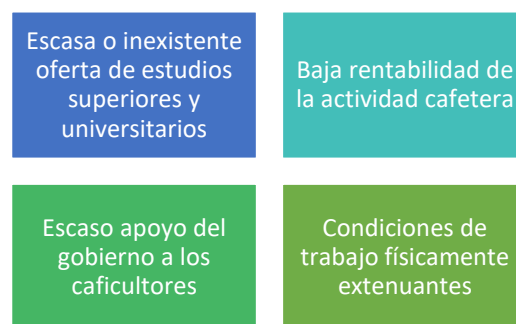 Escasa o inexistente
oferta de estudios
superiores y
universitarios
Baja rentabilidad de
la actividad cafetera
Escaso apoyo del
gobierno a los
caficultores
Condiciones de
trabajo físicamente
extenuantes